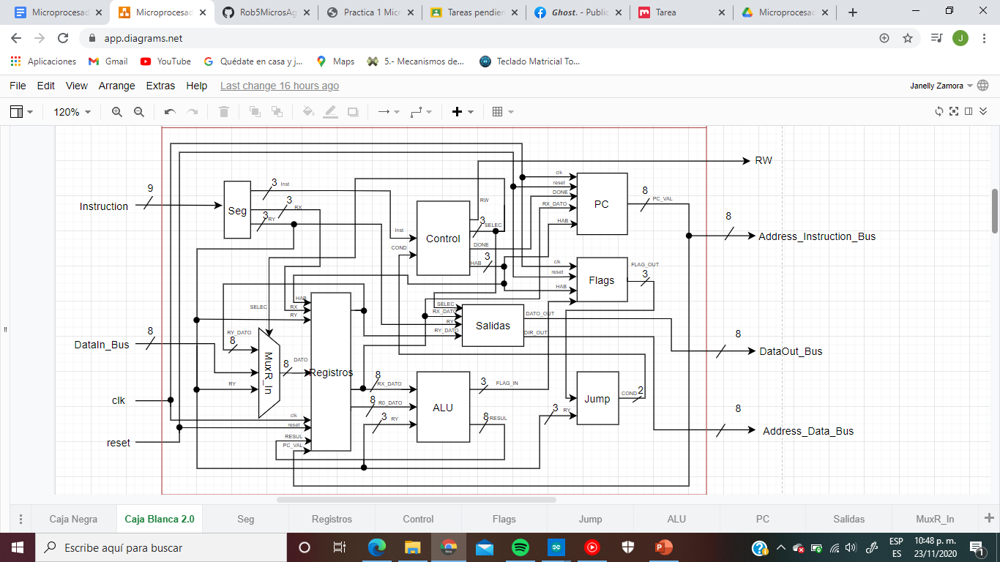 Microprocesad
Microprocesad
Rob5MicrosAg
Practica 1 Micr
Tareas pendien
Ghost. - Public
Tarea
Microprocesad
app.diagrams.net
J
Aplicaciones
Gmail
YouTube
Quédate en casa y j...
Maps
5.- Mecanismos de...
Teclado Matricial To...
File
Edit
View
Arrange
Extras
Help
Last change 16 hours ago
Janelly Zamora
120%
RW
9
Instruction
Seg
3
Inst
3
RX
3
RY
Control
Inst
COND
RW
3
SELEC
DONE
HAB
3
clk
reset
DONE
RX_DATO
HAB
PC
8
PC_VAL
8
Address_Instruction_Bus
clk
reset
HAB
Flags
FLAG_OUT
3
SELEC
HAB
RX
RY
SELEC
RX_DATO
RY
RY_DATO
Salidas
DATO_OUT
DIR_OUT
8
DataIn_Bus
RY_DATO
8
RY
MuxR_In
DATO
8
Registros
8
DataOut_Bus
8
RX_DATO
8
R0_DATO
3
RY
ALU
3
FLAG_IN
8
RESUL
Jump
COND
2
3
RY
clk
reset
clk
reset
RESUL
PC_VAL
8
Address_Data_Bus
Caja Negra
Caja Blanca 2.0
Seg
Registros
Control
Flags
Jump
ALU
PC
Salidas
MuxR_In
Escribe aquí para buscar
ESP
ES
10:48 p. m.
23/11/2020
1